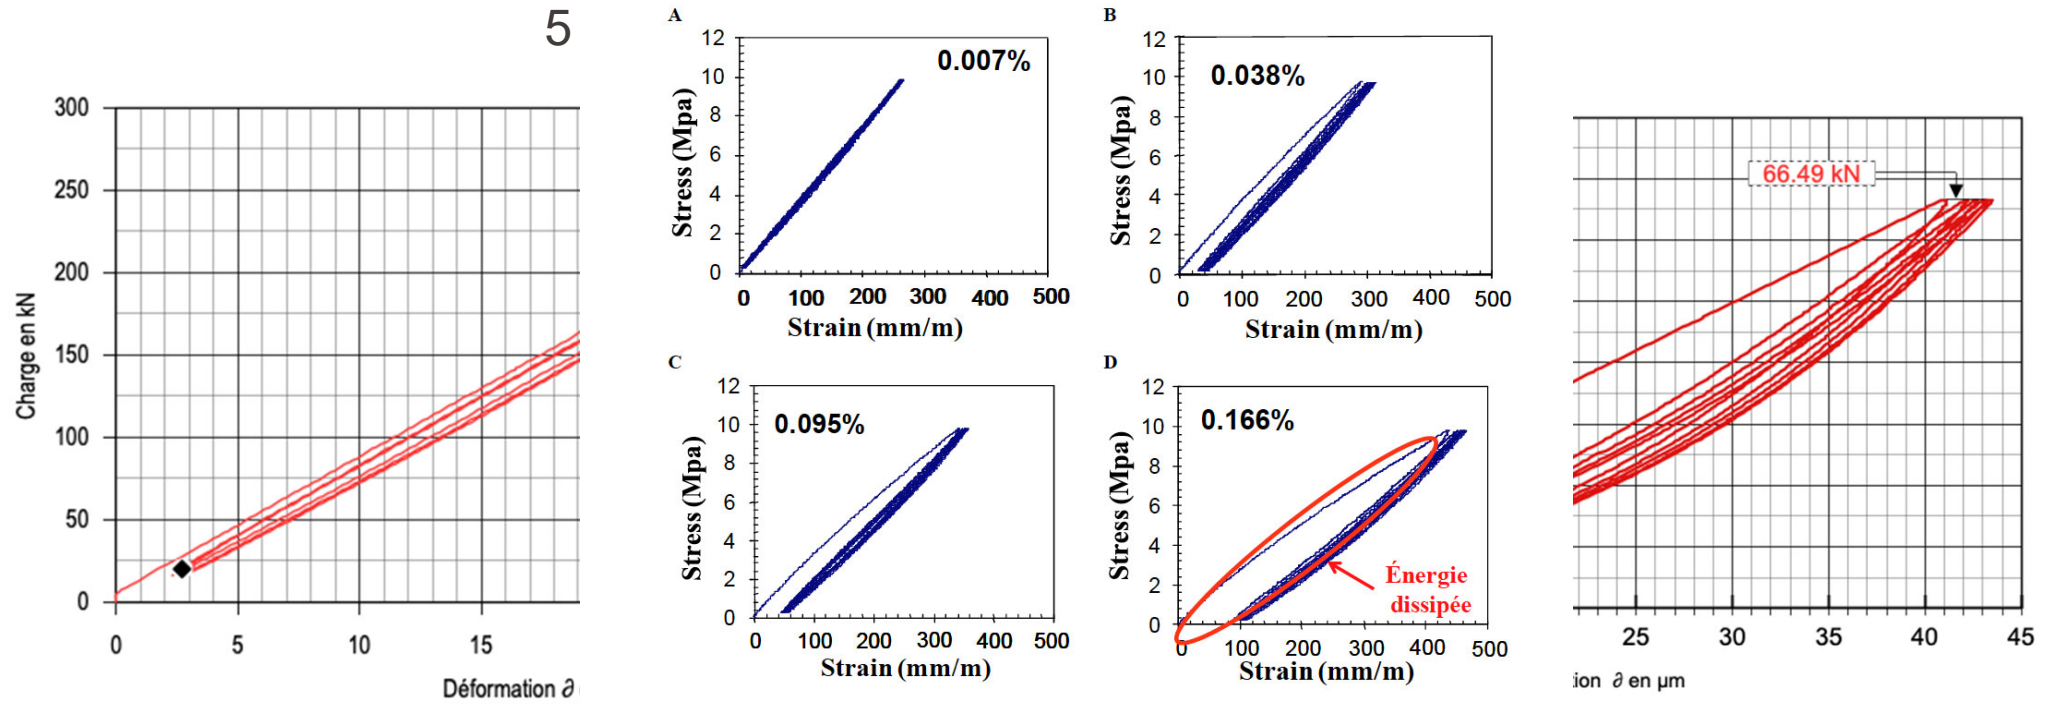 5
300
250
200
150
100
50
0
Charge en kN
0 5 10 15
Déformation ∂
A
0.007%
12
10
8
6
4
2
0
Stress (Mpa)
0 100 200 300 400 500
Strain (mm/m)
B
0.038%
12
10
8
6
4
2
0
Stress (Mpa)
0 100 200 300 400 500
Strain (mm/m)
C
0.095%
12
10
8
6
4
2
0
Stress (Mpa)
0 100 200 300 400 500
Strain (mm/m)
D
0.166%
12
10
8
6
4
2
0
Stress (Mpa)
Énergie
dissipée
0 100 200 300 400 500
Strain (mm/m)
66.49 kN
25 30 35 40 45
tion ∂ en µm